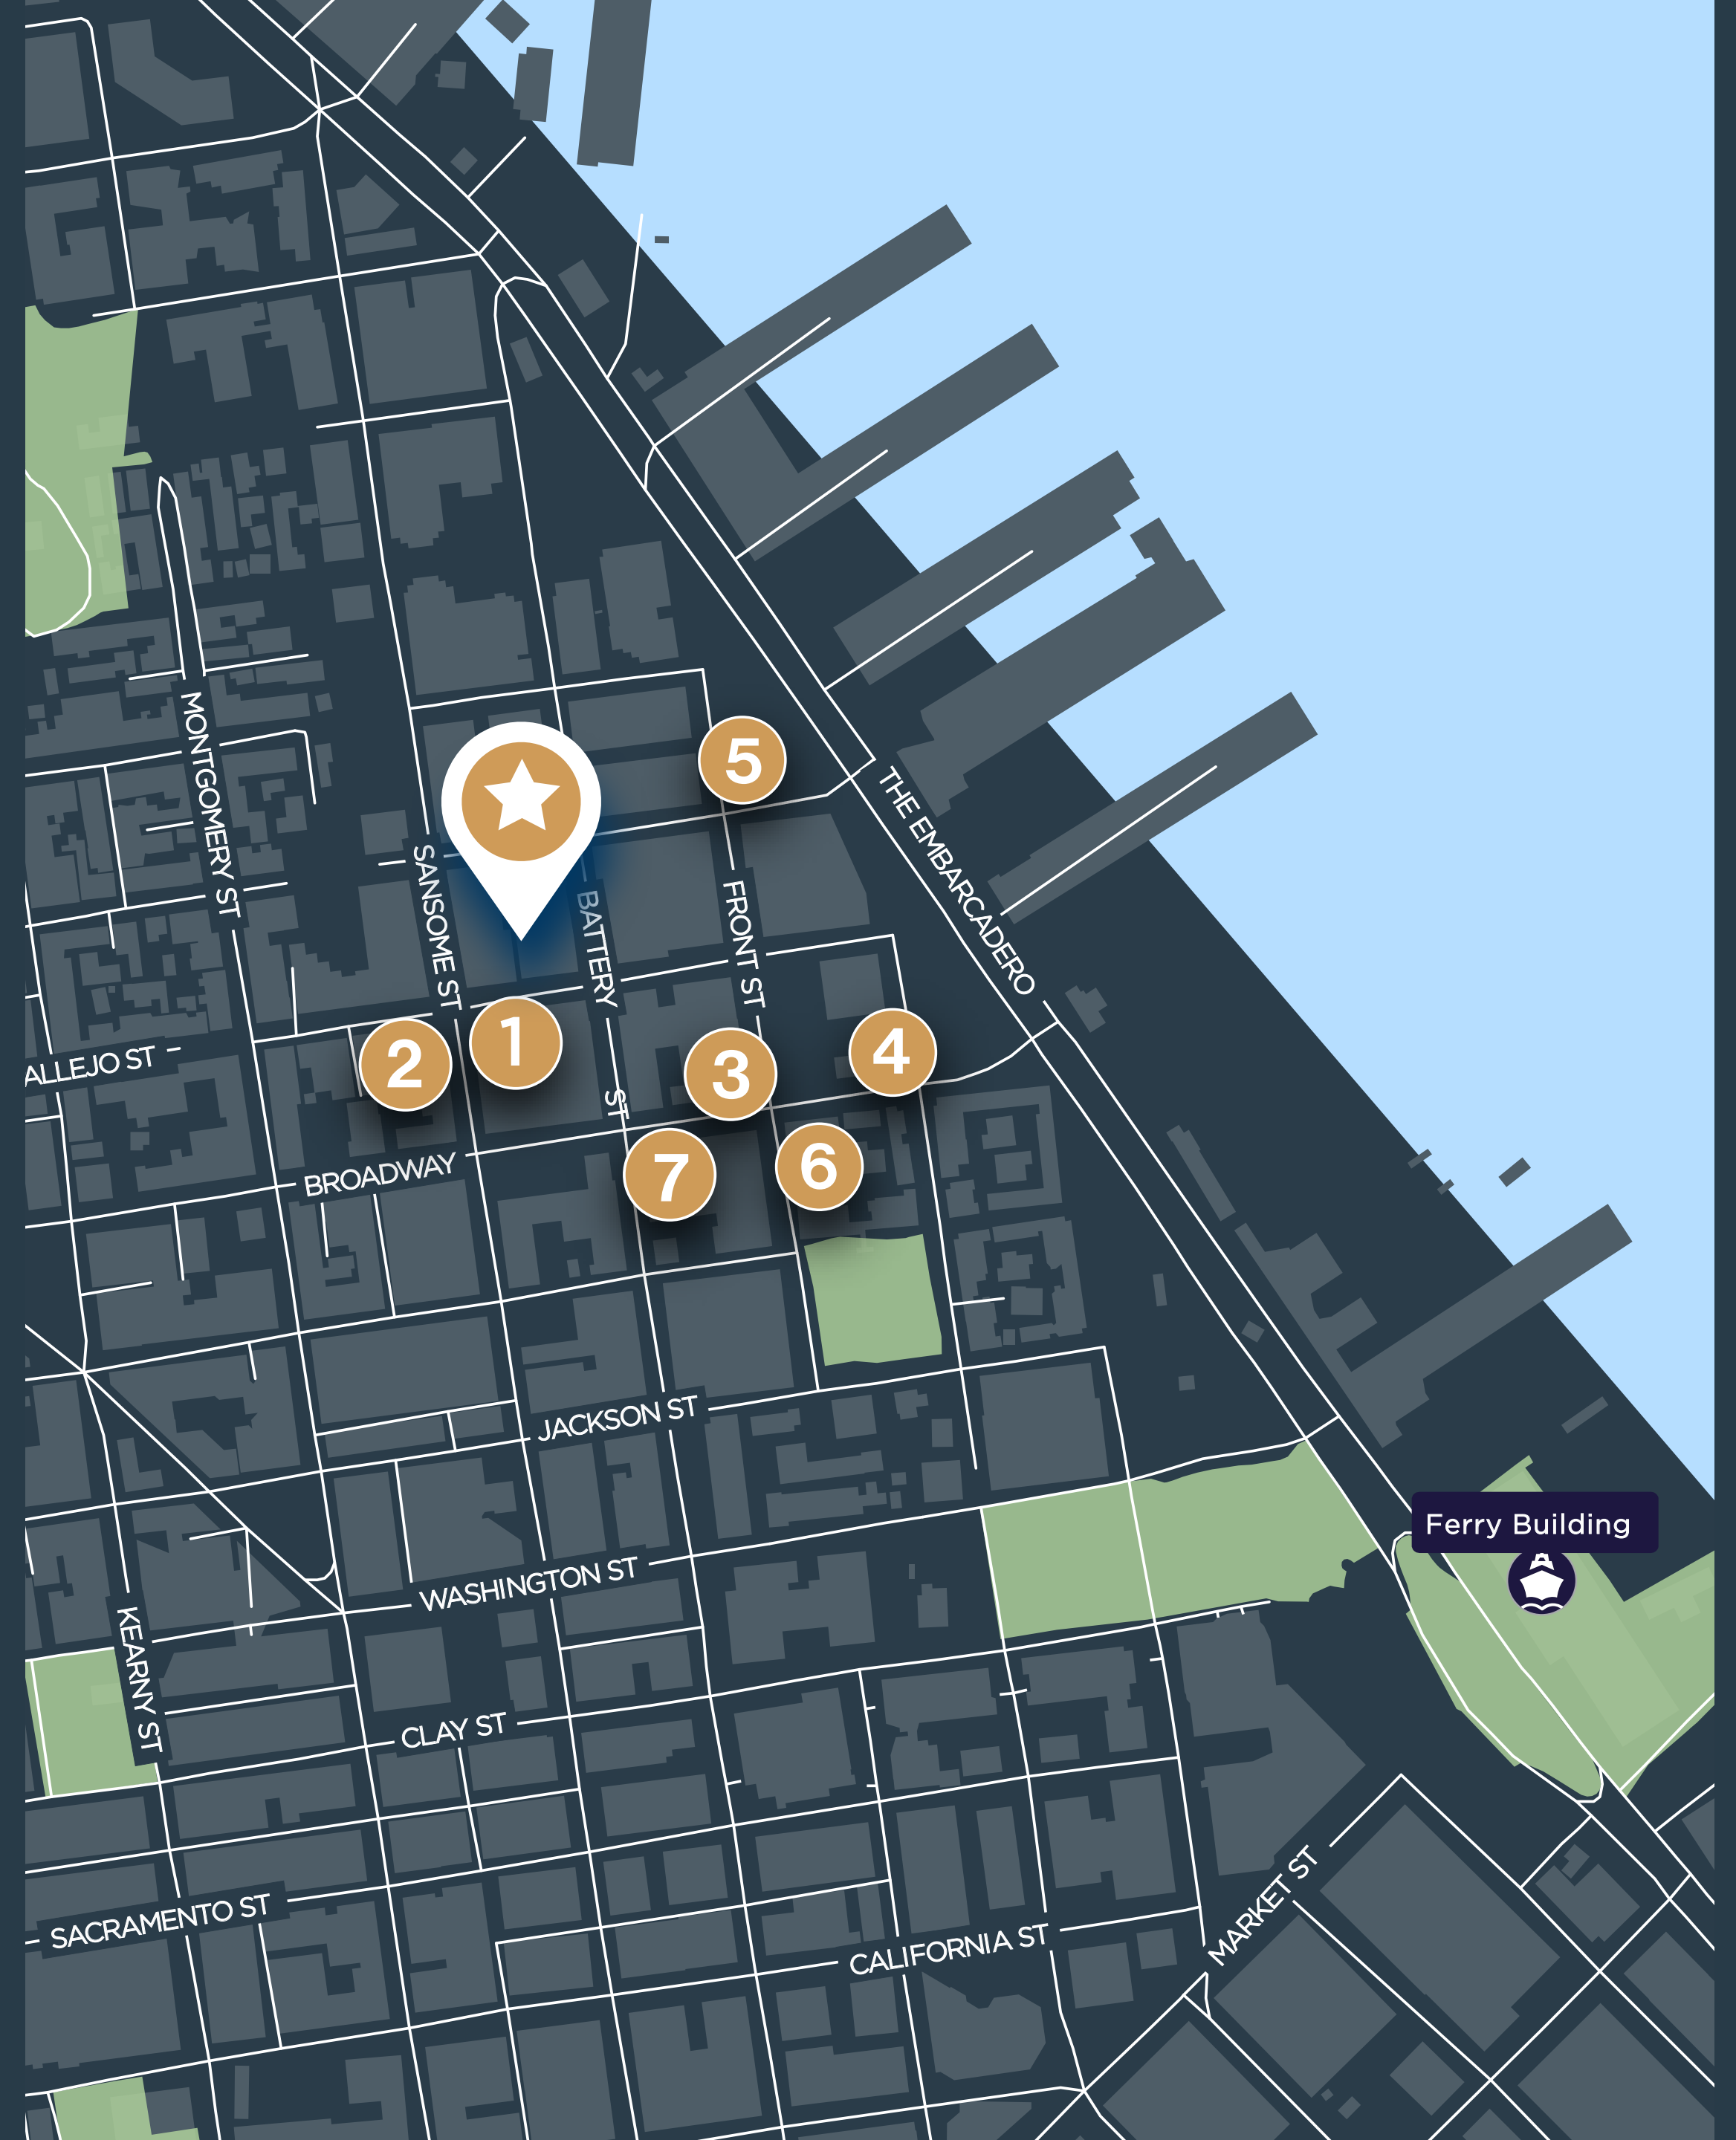 5
MONTGOMERY ST
THE EMBARCADERO
SANSOME ST
BATTERY
ST
FRONT ST
1
2
3
4
ALLEJO ST
BROADWAY
7
6
JACKSON ST
Ferry Building
WASHINGTON ST
KEARNY ST
CLAY ST
SACRAMENTO ST
CALIFORNIA ST
MARKET ST